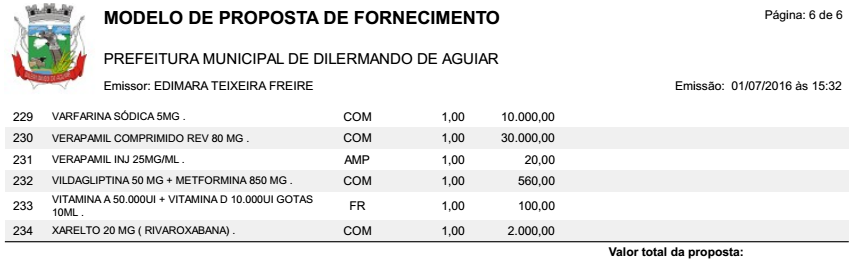 MODELO DE PROPOSTA DE FORNECIMENTO
Página: 6 de 6
PREFEITURA MUNICIPAL DE DILERMANDO DE AGUIAR
Emissor: EDIMARA TEIXEIRA FREIRE
Emissão: 01/07/2016 às 15:32
229 VARFARINA SÓDICA 5MG . COM 1,00 10.000,00
230 VERAPAMIL COMPRIMIDO REV 80 MG . COM 1,00 30.000,00
231 VERAPAMIL INJ 25MG/ML . AMP 1,00 20,00
232 VILDAGLIPTINA 50 MG + METFORMINA 850 MG . COM 1,00 560,00
233 VITAMINA A 50.000UI + VITAMINA D 10.000UI GOTAS
10ML . FR 1,00 100,00
234 XARELTO 20 MG ( RIVAROXABANA) . COM 1,00 2.000,00
Valor total da proposta: